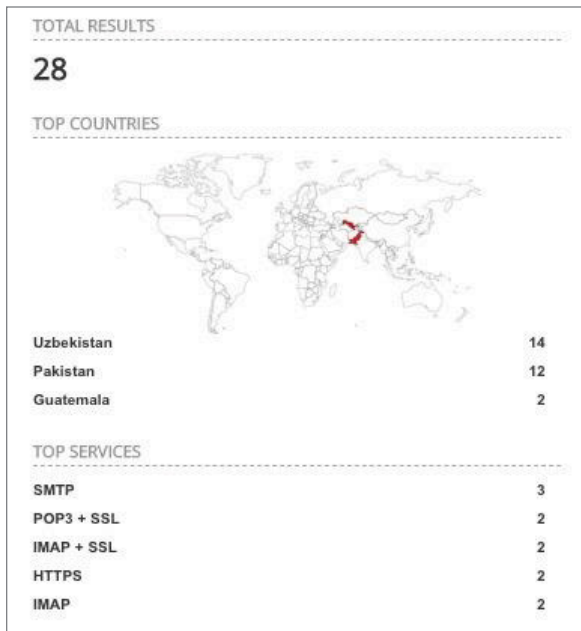 TOTAL RESULTS
28
TOP COUNTRIES
Uzbekistan 14
Pakistan 12
Guatemala 2
TOP SERVICES
SMTP 3
POP3 + SSL 2
IMAP + SSL 2
HTTPS 2
IMAP 2